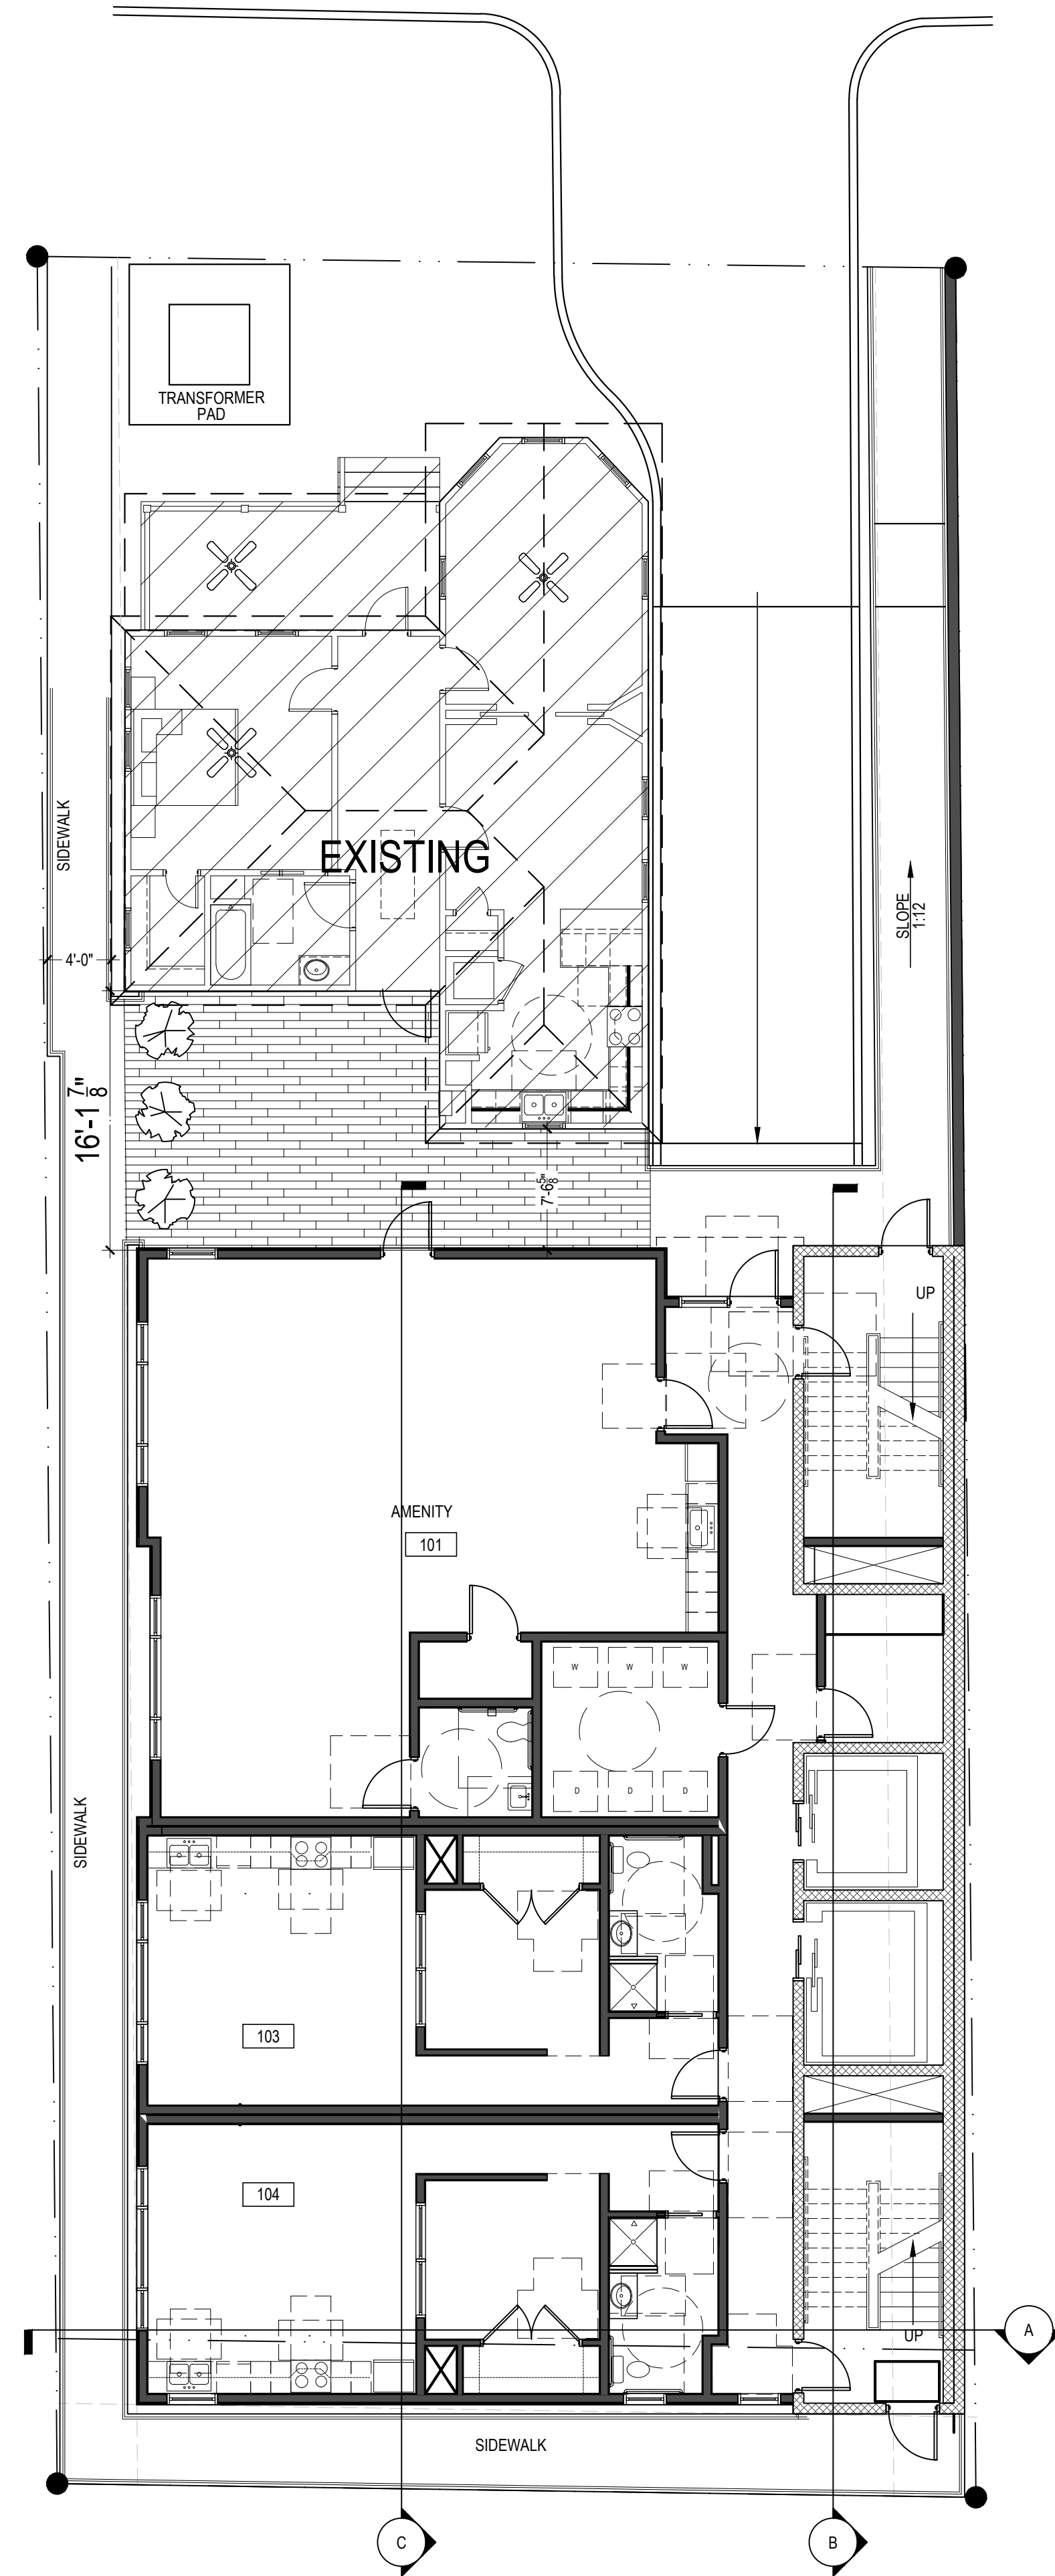 TRANSFORMER
PAD
SIDEWALK
EXISTING
SLOPE
1:12
4'-0"
16'-1 7/8"
7'-6 5/8"
UP
AMENITY
101
W W W
D D D
SIDEWALK
103
104
UP
A
SIDEWALK
C
B